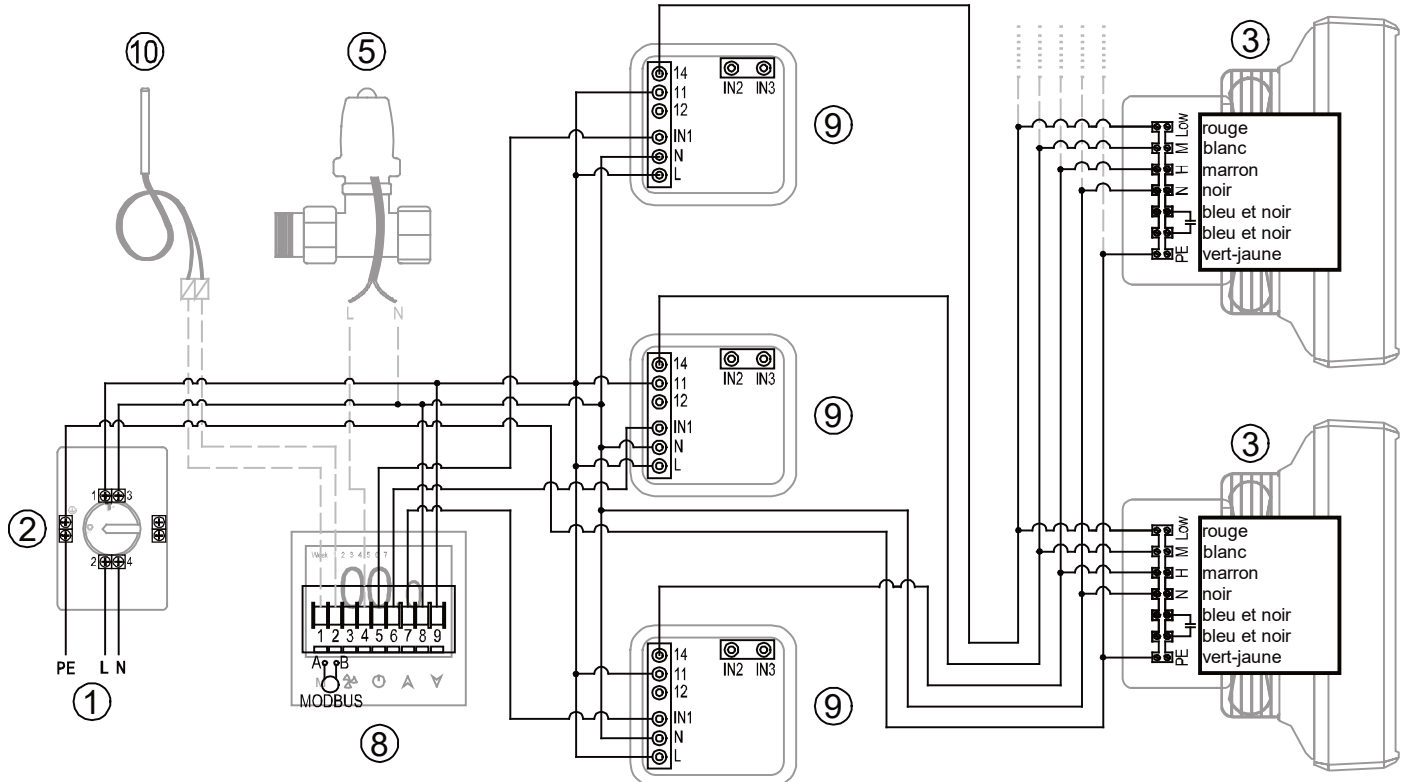 10
5
14
11
12
IN1
N
L
IN2 IN3
9
3
Low
M
H
N
PE
rouge
blanc
marron
noir
bleu et noir
bleu et noir
vert-jaune
L N
14
11
12
IN1
N
L
IN2 IN3
9
2
1 3
2 4
PE L N
1
Week 1 2 3 4 5 6 7
00
1 2 3 4 5 6 7 8 9
A B
M
MODBUS
8
14
11
12
IN1
N
L
IN2 IN3
9
3
Low
M
H
N
PE
rouge
blanc
marron
noir
bleu et noir
bleu et noir
vert-jaune